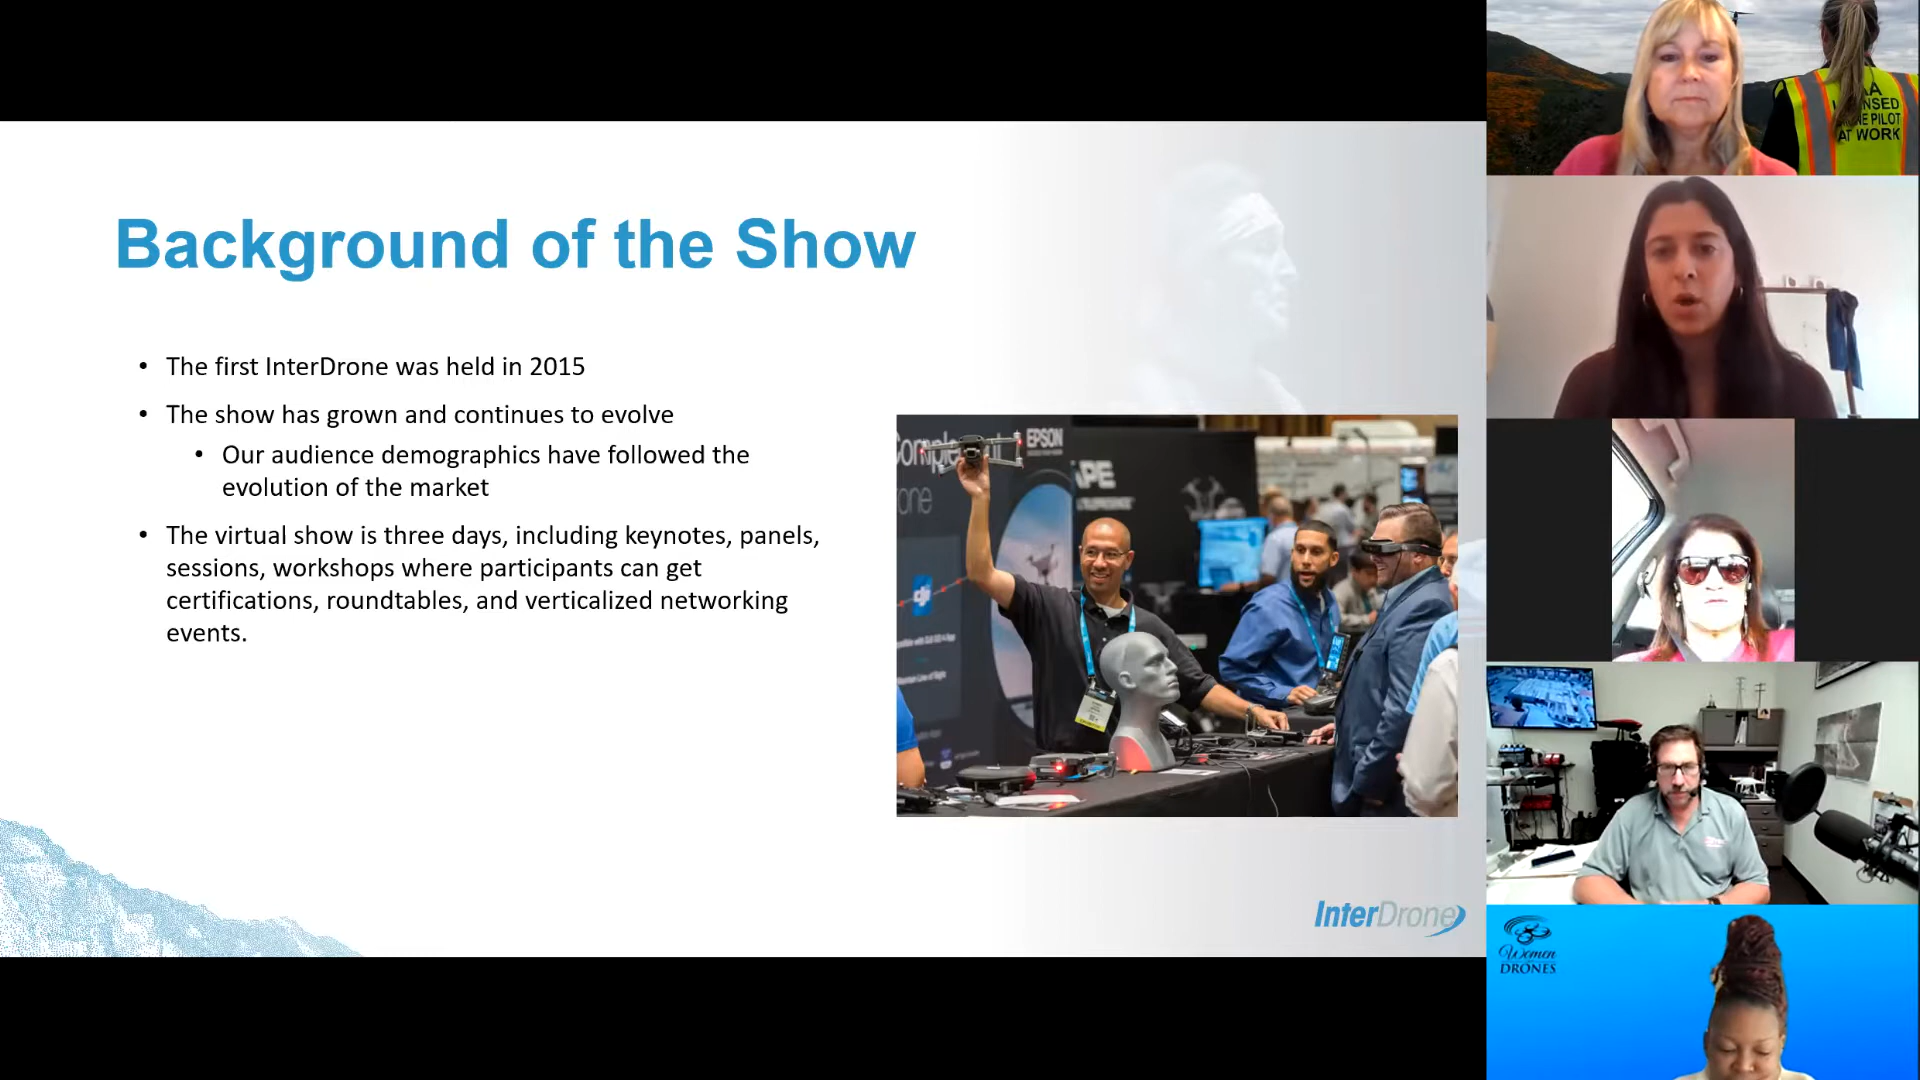 Background of the Show
• The first InterDrone was held in 2015
• The show has grown and continues to evolve
• Our audience demographics have followed the
evolution of the market
• The virtual show is three days, including keynotes, panels,
sessions, workshops where participants can get
certifications, roundtables, and verticalized networking
events.
EPSON
dji
InterDrone
AT WORK
Women
DRONES